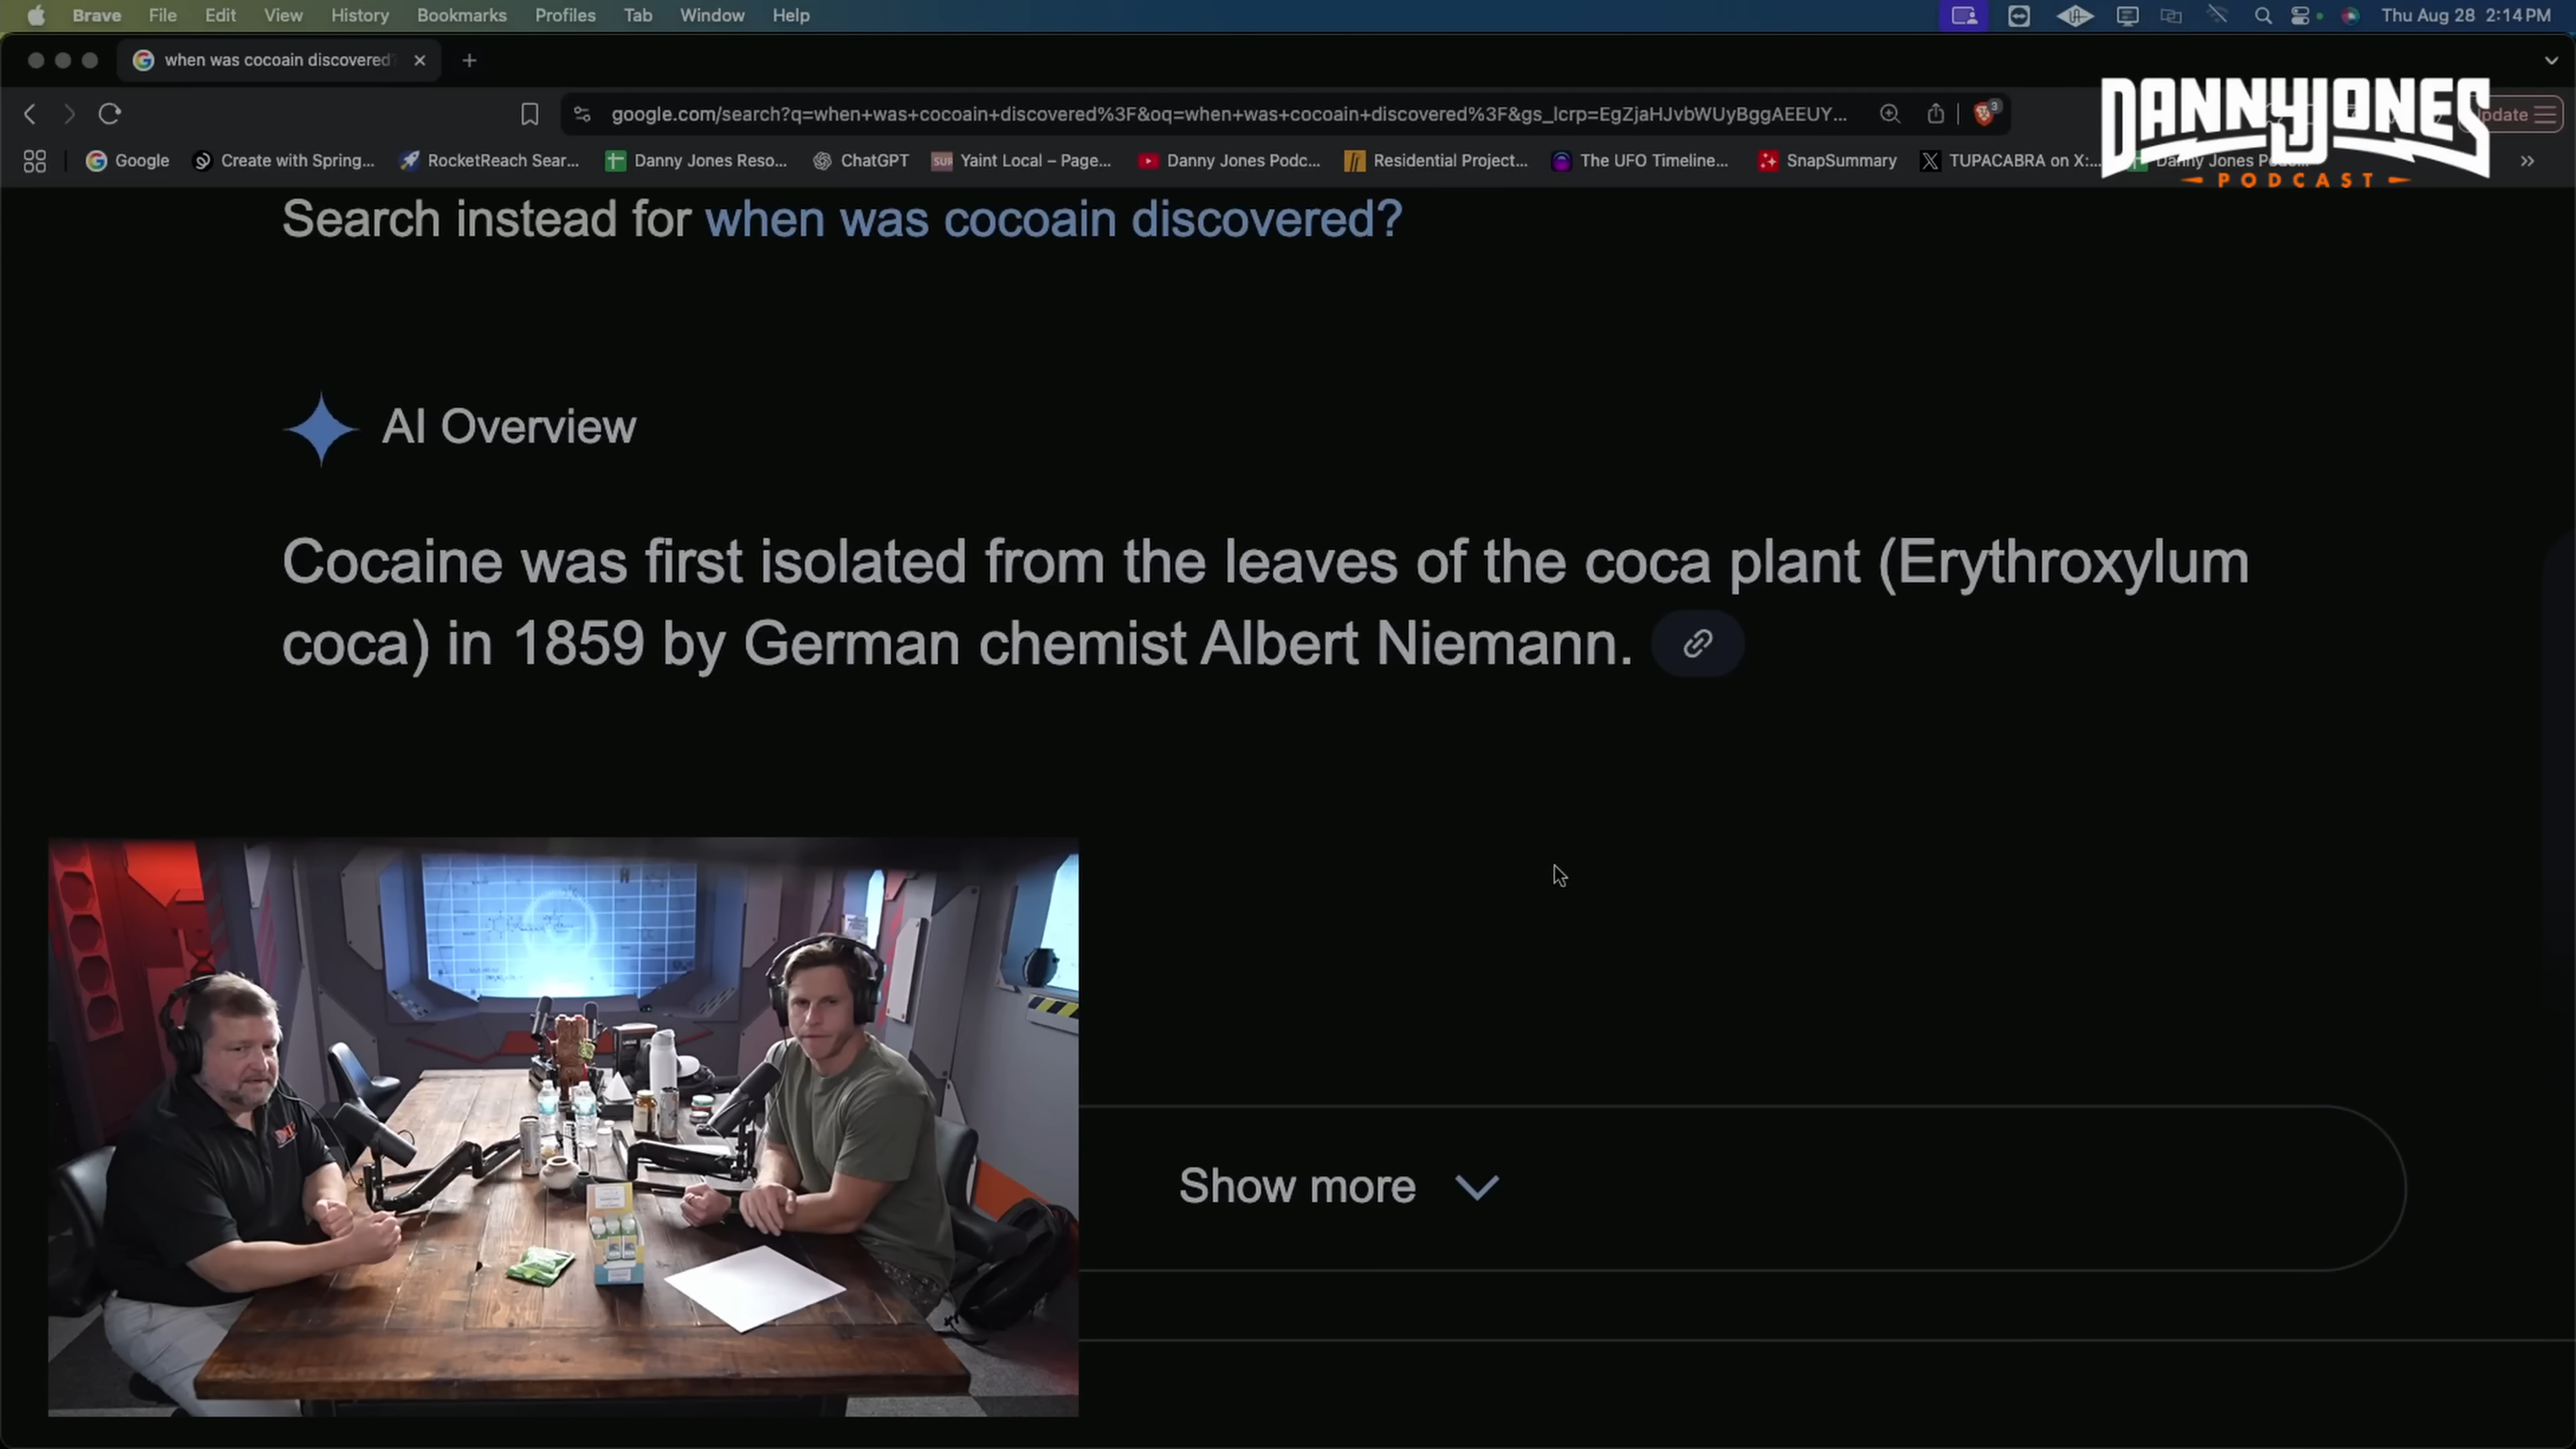 Brave File Edit View History Bookmarks Profiles Tab Window Help Thu Aug 28 2:14 PM
when was cocoain discovered?
google.com/search?q=when+was+cocoain+discovered%3F&oq=when+was+cocoain+discovered%3F&gs_lcrp=EgZjaHJvbWUyBggAEEUY... 3
DANNY JONES
PODCAST
Google Create with Spring... RocketReach Sear... Danny Jones Reso... ChatGPT Yaint Local – Page... Danny Jones Podc... Residential Project... The UFO Timeline... SnapSummary TUPACABRA on X:...
Search instead for when was cocoain discovered?
AI Overview
Cocaine was first isolated from the leaves of the coca plant (Erythroxylum
coca) in 1859 by German chemist Albert Niemann.
Show more